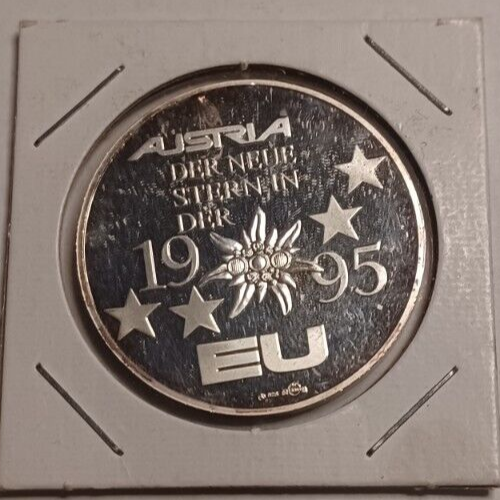 AUSTRIA
DER NEUE
STERN IN
DER
19 95
EU